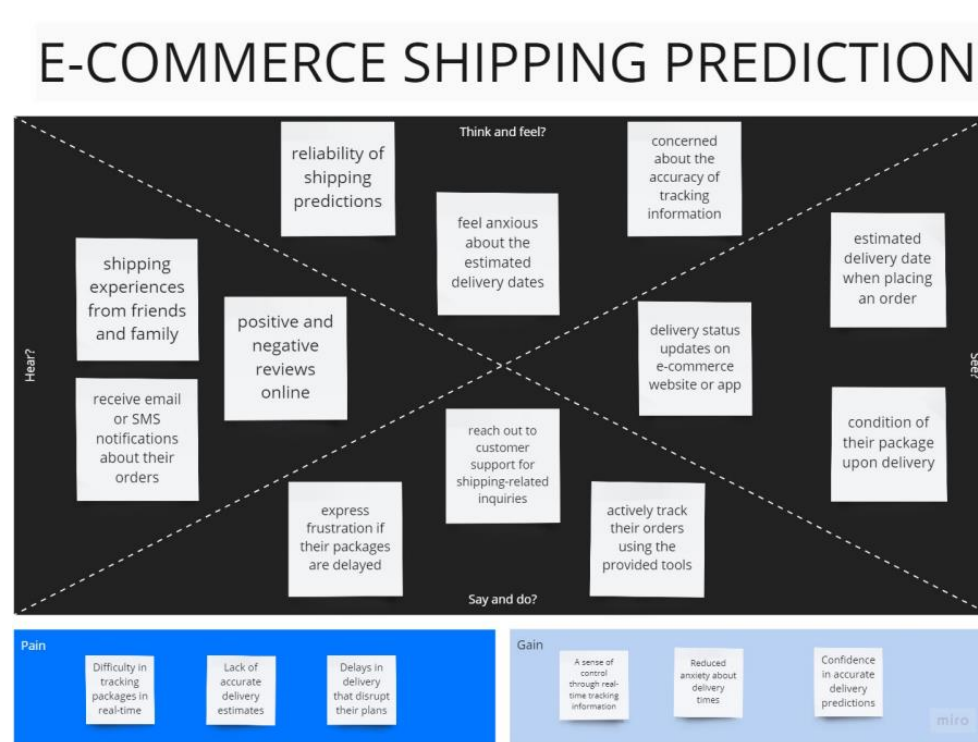 E-COMMERCE SHIPPING PREDICTION
Think and feel?
reliability of
shipping
predictions
feel anxious
about the
estimated
delivery dates
concerned
about the
accuracy of
tracking
information
Hear?
shipping
experiences
from friends
and family
positive and
negative
reviews
online
receive email
or SMS
notifications
about their
orders
See?
estimated
delivery date
when placing
an order
delivery status
updates on
e-commerce
website or app
condition of
their package
upon delivery
reach out to
customer
support for
shipping-related
inquiries
express
frustration if
their packages
are delayed
actively track
their orders
using the
provided tools
Say and do?
Pain
Difficulty in
tracking
packages in
real-time
Lack of
accurate
delivery
estimates
Delays in
delivery
that disrupt
their plans
Gain
A sense of
control
through real-
time tracking
information
Reduced
anxiety about
delivery
times
Confidence
in accurate
delivery
predictions
miro